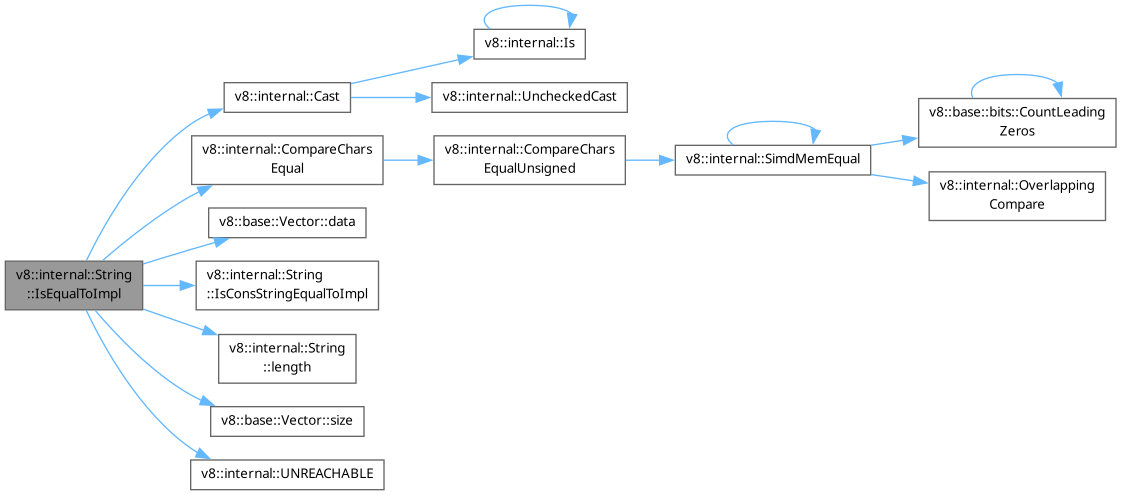 v8::internal::Is
v8::internal::Cast
v8::internal::UncheckedCast
v8::base::bits::CountLeading
Zeros
v8::internal::CompareChars
Equal
v8::internal::CompareChars
EqualUnsigned
v8::internal::SimdMemEqual
v8::internal::Overlapping
Compare
v8::base::Vector::data
v8::internal::String
::IsEqualToImpl
v8::internal::String
::IsConsStringEqualToImpl
v8::internal::String
::length
v8::base::Vector::size
v8::internal::UNREACHABLE